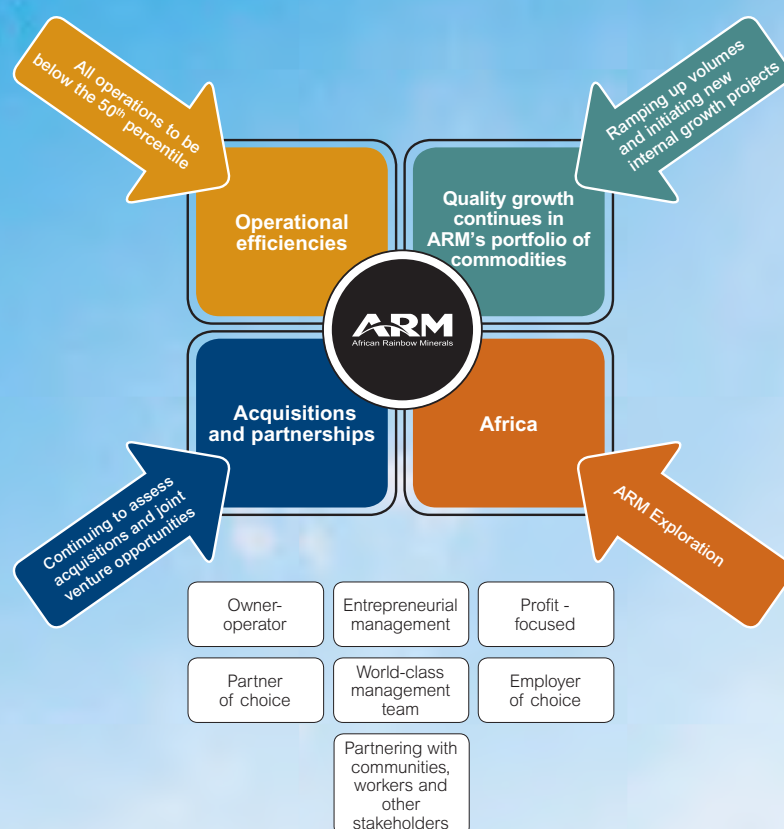 All operations to be
below the 50th percentile
Ramping up volumes
and initiating new
internal growth projects
Operational
efficiencies
Quality growth
continues in
ARM's portfolio of
commodities
ARM
African Rainbow Minerals
Acquisitions
and partnerships
Africa
Continuing to assess
acquisitions and joint
venture opportunities
ARM Exploration
Owner-
operator
Entrepreneurial
management
Profit -
focused
Partner
of choice
World-class
management
team
Employer
of choice
Partnering with
communities,
workers and
other
stakeholders